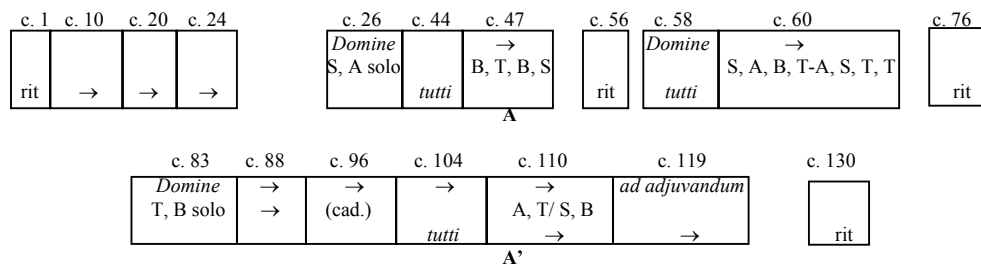 c. 1 c. 10 c. 20 c. 24 c. 26 c. 44 c. 47 c. 56 c. 58 c. 60 c. 76
Domine → Domine →
S, A solo B, T, B, S S, A, B, T-A, S, T, T
rit → → → tutti rit tutti rit
A
c. 83 c. 88 c. 96 c. 104 c. 110 c. 119 c. 130
Domine → → → → ad adjuvandum
T, B solo → (cad.) A, T/ S, B
tutti → → rit
A’